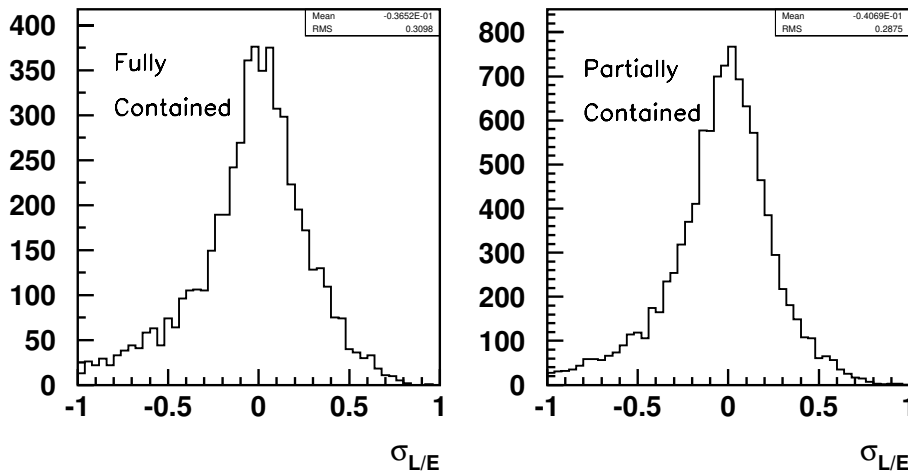 Mean -0.3652E-01
RMS 0.3098
Fully
Contained
400
350
300
250
200
150
100
50
0
-1 -0.5 0 0.5 1
σL/E
Mean -0.4069E-01
RMS 0.2875
Partially
Contained
800
700
600
500
400
300
200
100
0
-1 -0.5 0 0.5 1
σL/E